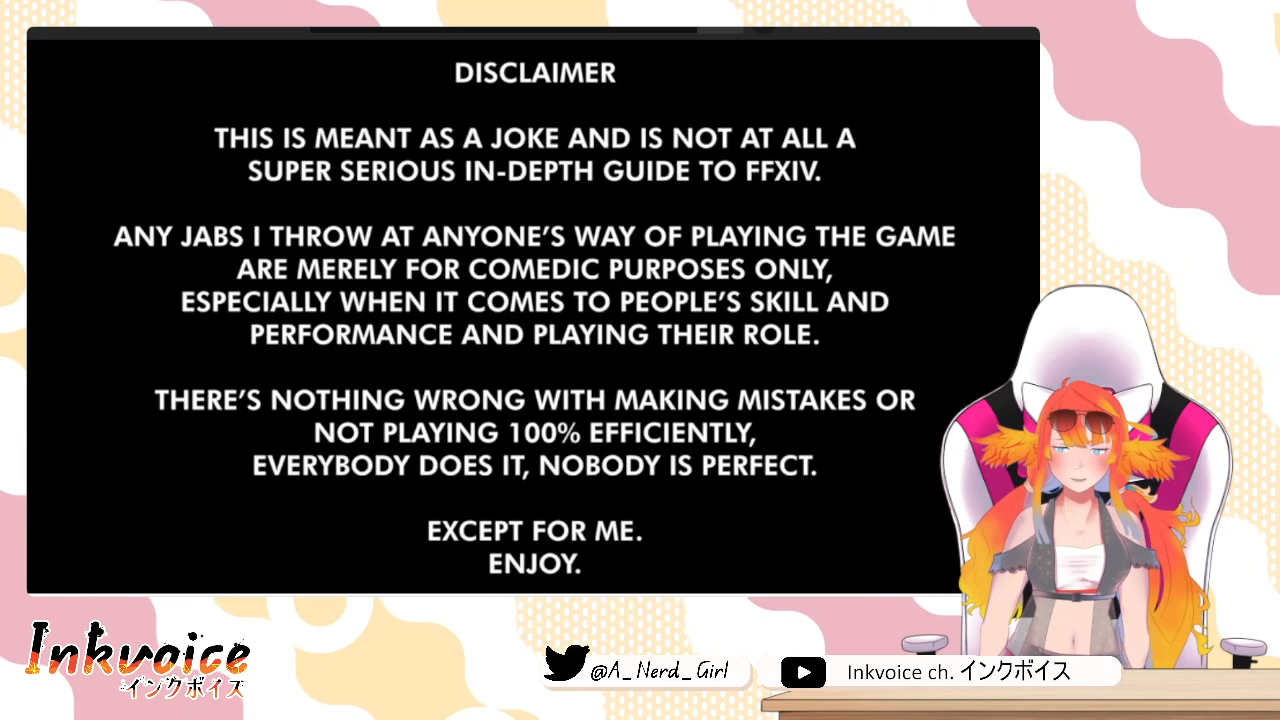 DISCLAIMER
THIS IS MEANT AS A JOKE AND IS NOT AT ALL A
SUPER SERIOUS IN-DEPTH GUIDE TO FFXIV.
ANY JABS I THROW AT ANYONE’S WAY OF PLAYING THE GAME
ARE MERELY FOR COMEDIC PURPOSES ONLY,
ESPECIALLY WHEN IT COMES TO PEOPLE’S SKILL AND
PERFORMANCE AND PLAYING THEIR ROLE.
THERE’S NOTHING WRONG WITH MAKING MISTAKES OR
NOT PLAYING 100% EFFICIENTLY,
EVERYBODY DOES IT, NOBODY IS PERFECT.
EXCEPT FOR ME.
ENJOY.
Inkvoice
インクボイズ
@A_Nerd_Girl
Inkvoice ch. インクボイス